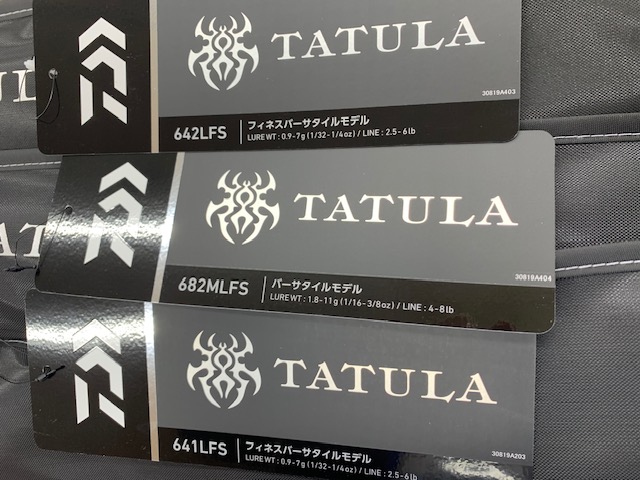 TATULA
30819A403
642LFS
フィネスバーサタイルモデル
LURE WT : 0.9-7g (1/32-1/4oz) / LINE : 2.5-6lb
TATULA
30819A404
682MLFS
バーサタイルモデル
LURE WT : 1.8-11g (1/16-3/8oz) / LINE : 4-8lb
TATULA
30819A203
641LFS
フィネスバーサタイルモデル
LURE WT : 0.9-7g (1/32-1/4oz) / LINE : 2.5-6lb